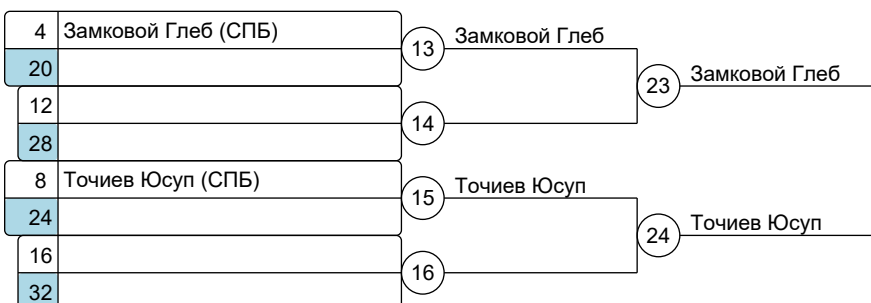 4 Замковой Глеб (СПБ)
13 Замковой Глеб
20
23 Замковой Глеб
12
14
28
8 Точиев Юсуп (СПБ)
15 Точиев Юсуп
24
24 Точиев Юсуп
16
16
32